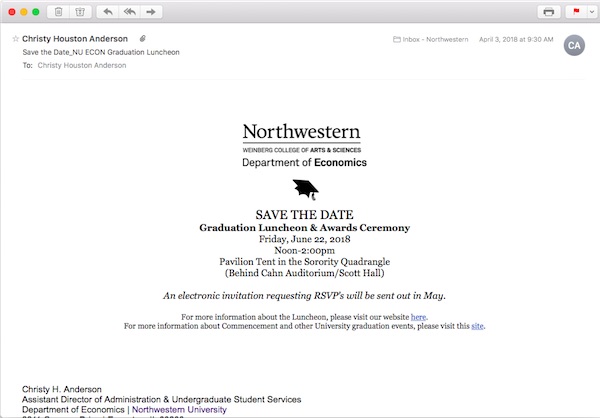 Christy Houston Anderson
Inbox - Northwestern
April 3, 2018 at 9:30 AM
CA
Save the Date_NU ECON Graduation Luncheon
To: Christy Houston Anderson
Northwestern
WEINBERG COLLEGE OF ARTS & SCIENCES
Department of Economics
SAVE THE DATE
Graduation Luncheon & Awards Ceremony
Friday, June 22, 2018
Noon-2:00pm
Pavilion Tent in the Sorority Quadrangle
(Behind Cahn Auditorium/Scott Hall)
An electronic invitation requesting RSVP's will be sent out in May.
For more information about the Luncheon, please visit our website here.
For more information about Commencement and other University graduation events, please visit this site.
Christy H. Anderson
Assistant Director of Administration & Undergraduate Student Services
Department of Economics | Northwestern University